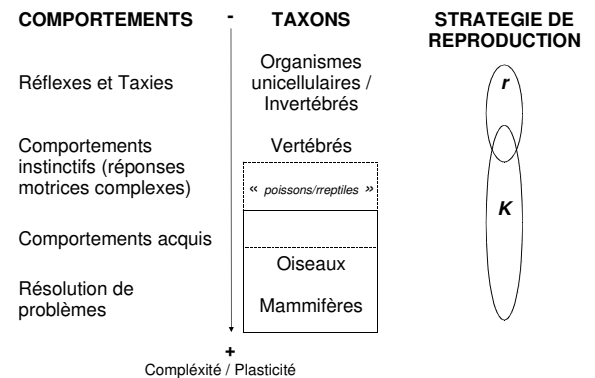 COMPORTEMENTS
-
TAXONS
STRATEGIE DE
REPRODUCTION
Réflexes et Taxies
Organismes
unicellulaires /
Invertébrés
r
Comportements
instinctifs (réponses
motrices complexes)
Vertébrés
« poissons/rreptiles »
K
Comportements acquis
Oiseaux
Résolution de
problèmes
Mammifères
+
Compléxité / Plasticité